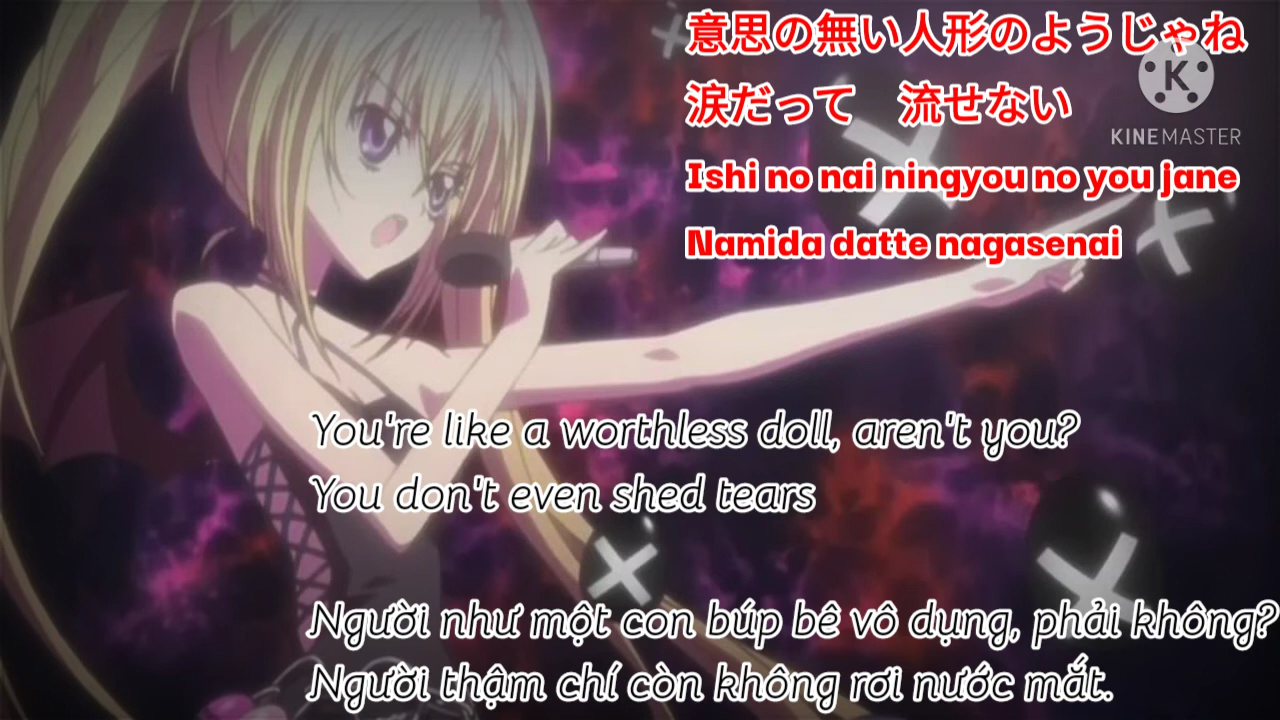 意思の無い人形のようじゃね
涙だって　流せない
K
KINEMASTER
Ishi no nai ningyou no you jane
Namida datte nagasenai
You're like a worthless doll, aren't you?
You don't even shed tears
Người như một con búp bê vô dụng, phải không?
Người thậm chí còn không rơi nước mắt.